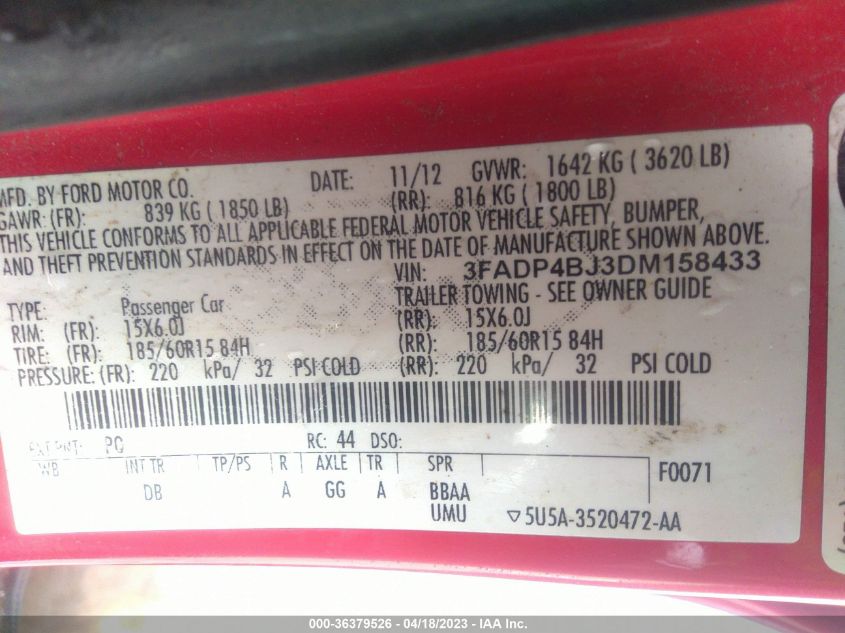 MFD. BY FORD MOTOR CO. DATE: 11/12 GVWR: 1642 KG ( 3620 LB)
GAWR: (FR): 839 KG ( 1850 LB) (RR): 816 KG ( 1800 LB)
THIS VEHICLE CONFORMS TO ALL APPLICABLE FEDERAL MOTOR VEHICLE SAFETY, BUMPER,
AND THEFT PREVENTION STANDARDS IN EFFECT ON THE DATE OF MANUFACTURE SHOWN ABOVE.
VIN: 3FADP4BJ3DM158433
TYPE: Passenger Car TRAILER TOWING - SEE OWNER GUIDE
RIM: (FR): 15X6.0J (RR): 15X6.0J
TIRE: (FR): 185/60R15 84H (RR): 185/60R15 84H
PRESSURE: (FR): 220 kPa/ 32 PSI COLD (RR): 220 kPa/ 32 PSI COLD
EXT PNT: PQ RC: 44 DSO:
WB INT TR TP/PS R AXLE TR SPR F0071
DB A GG A BBAA
UMU ▽5U5A-3520472-AA
000-36379526 - 04/18/2023 - IAA Inc.